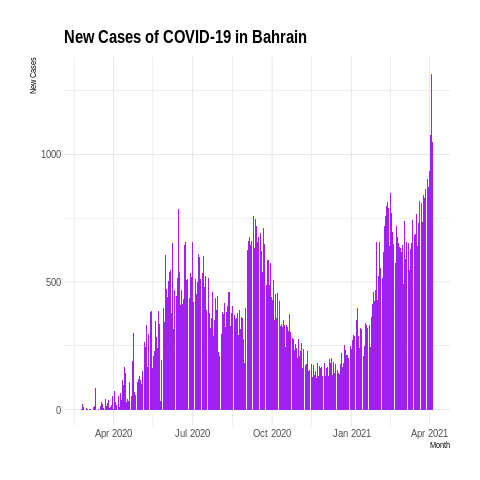 New Cases of COVID-19 in Bahrain
New Cases
1000
500
0
Apr 2020
Jul 2020
Oct 2020
Jan 2021
Apr 2021
Month